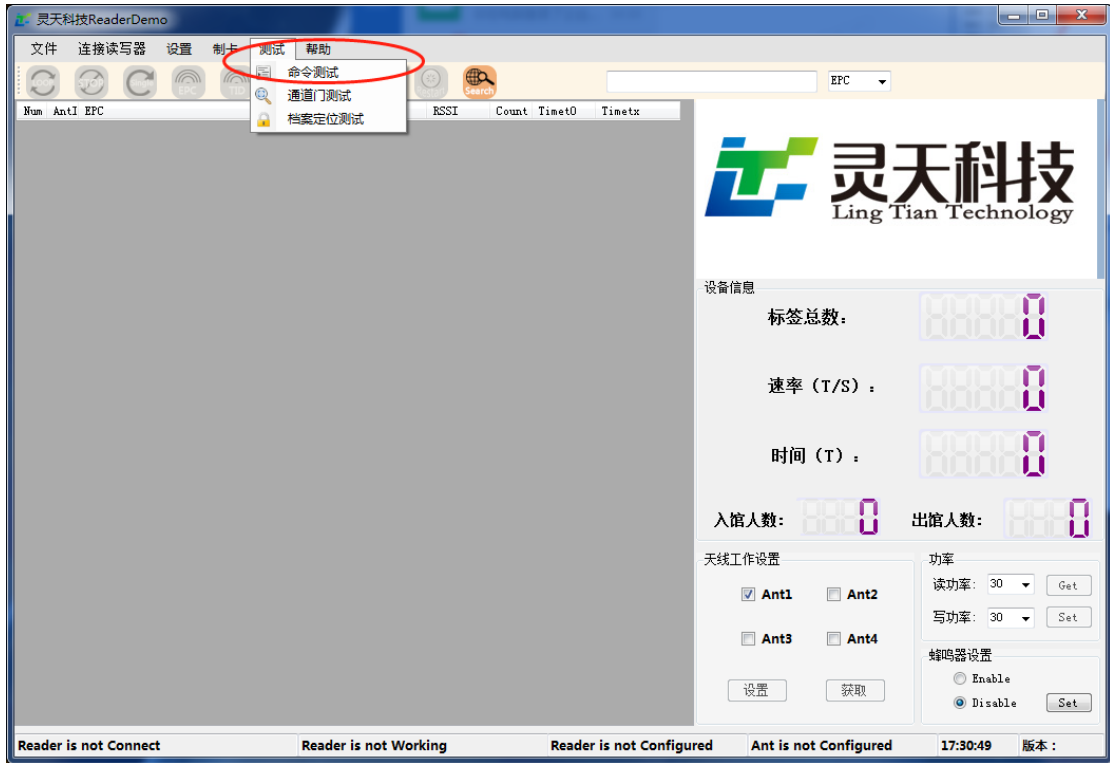 灵天科技ReaderDemo
文件 连接读写器 设置 制卡 测试 帮助
命令测试
通道门测试
档案定位测试
EPC
TID
Search
EPC
Num AntI EPC RSSI Count Timet0 Timetx
灵天科技
Ling Tian Technology
设备信息
标签总数： 0
速率（T/S）： 0
时间（T）： 0
入馆人数： 0 出馆人数： 0
天线工作设置
Ant1 Ant2
Ant3 Ant4
设置 获取
功率
读功率: 30 Get
写功率: 30 Set
蜂鸣器设置
Enable
Disable Set
Reader is not Connect Reader is not Working Reader is not Configured Ant is not Configured 17:30:49 版本：